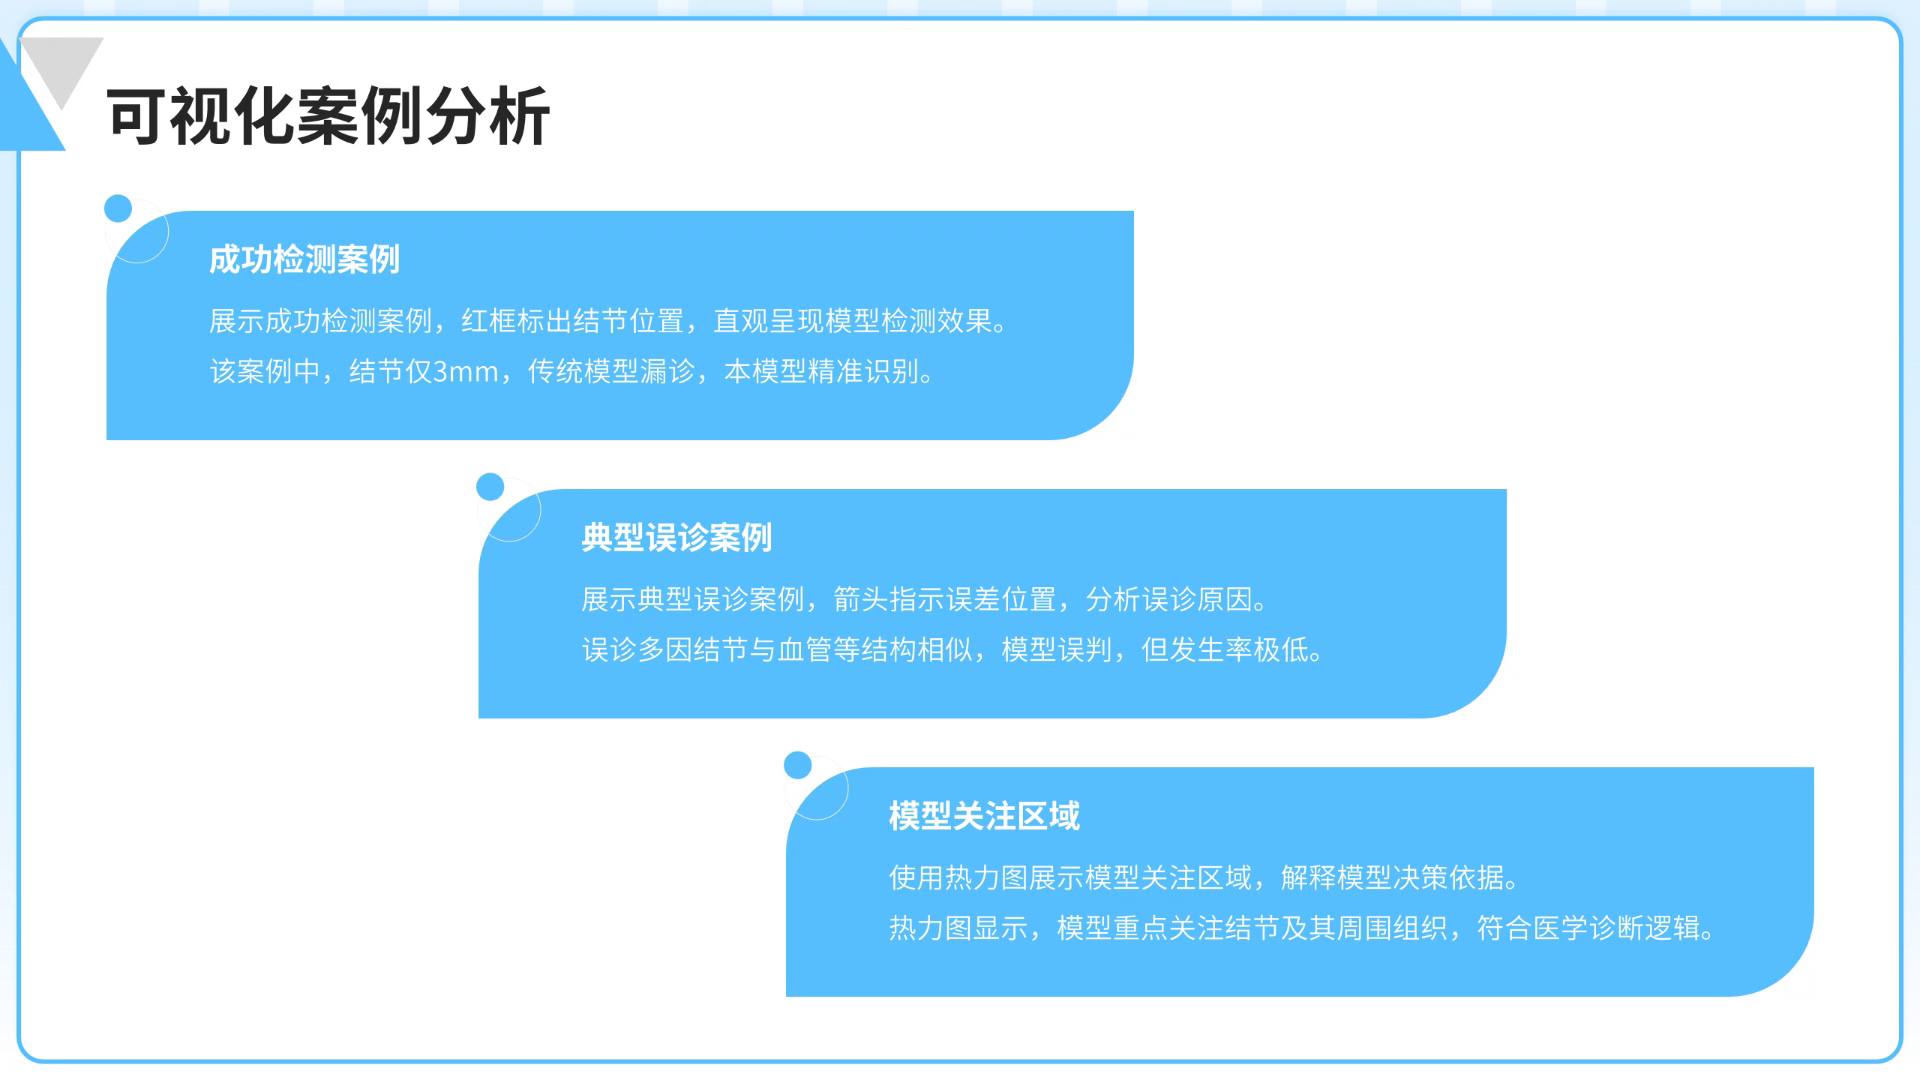 可视化案例分析
成功检测案例
展示成功检测案例，红框标出结节位置，直观呈现模型检测效果。
该案例中，结节仅3mm，传统模型漏诊，本模型精准识别。
典型误诊案例
展示典型误诊案例，箭头指示误差位置，分析误诊原因。
误诊多因结节与血管等结构相似，模型误判，但发生率极低。
模型关注区域
使用热力图展示模型关注区域，解释模型决策依据。
热力图显示，模型重点关注结节及其周围组织，符合医学诊断逻辑。